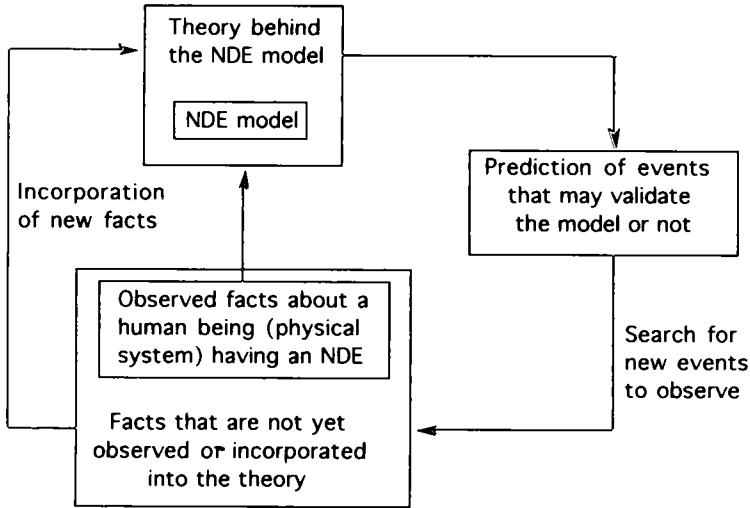 Theory behind
the NDE model
NDE model
Prediction of events
that may validate
the model or not
Incorporation
of new facts
Observed facts about a
human being (physical
system) having an NDE
Search for
new events
to observe
Facts that are not yet
observed or incorporated
into the theory